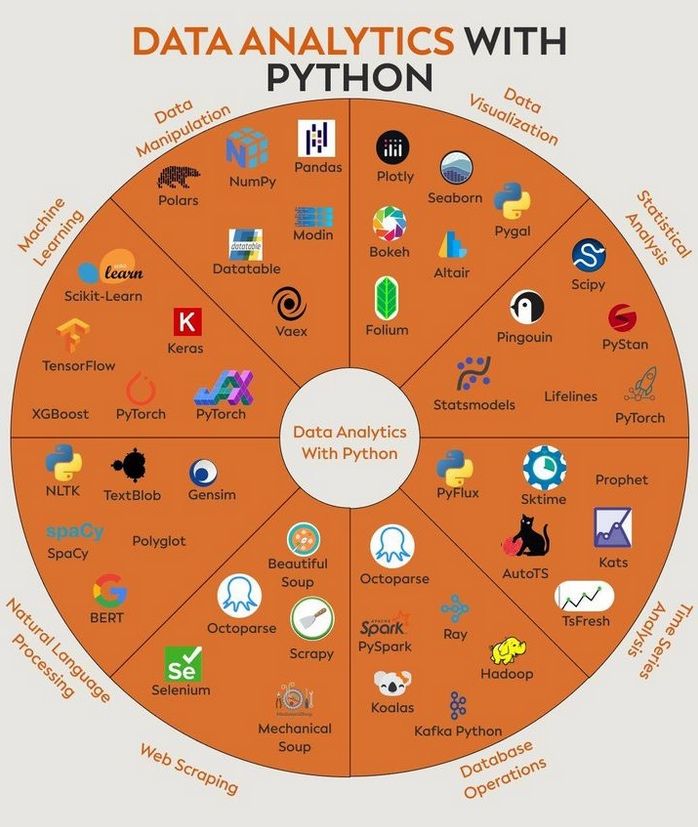 DATA ANALYTICS WITH
PYTHON
Data
Manipulation
Polars
NumPy
Pandas
Modin
datatable
Datatable
Vaex
Data
Visualization
Plotly
Seaborn
Pygal
Bokeh
Altair
Folium
Statistical
Analysis
Scipy
Pingouin
PyStan
Statsmodels
Lifelines
PyTorch
Machine
Learning
learn
Scikit-Learn
TensorFlow
K
Keras
XGBoost
PyTorch
JAX
PyTorch
Data Analytics
With Python
NLTK
TextBlob
Gensim
spaCy
SpaCy
Polyglot
G
BERT
Natural Language
Processing
Beautiful
Soup
Octoparse
Scrapy
Se
Selenium
Mechanical
Soup
Web Scraping
Octoparse
APACHE
Spark
PySpark
Ray
Hadoop
Koalas
Kafka Python
Database
Operations
PyFlux
Sktime
Prophet
AutoTS
Kats
TsFresh
Time Series
Analysis